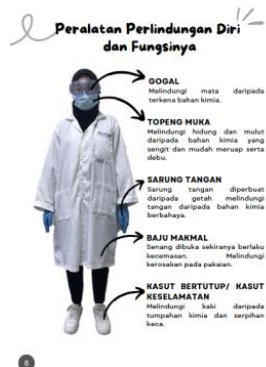 Peralatan Perlindungan Diri
dan Fungsinya
GOGAL
Melindungi mata daripada
terkena bahan kimia.
TOPENG MUKA
Melindungi hidung dan mulut
daripada bahan kimia yang
sengit dan mudah meruap serta
debu.
SARUNG TANGAN
Sarung tangan diperbuat
daripada getah melindungi
tangan daripada bahan kimia
berbahaya.
BAJU MAKMAL
Senang dibuka sekiranya berlaku
kecemasan. Melindungi
kerosakan pada pakaian.
KASUT BERTUTUP/ KASUT
KESELAMATAN
Melindungi kaki daripada
tumpahan kimia dan serpihan
kaca.
8